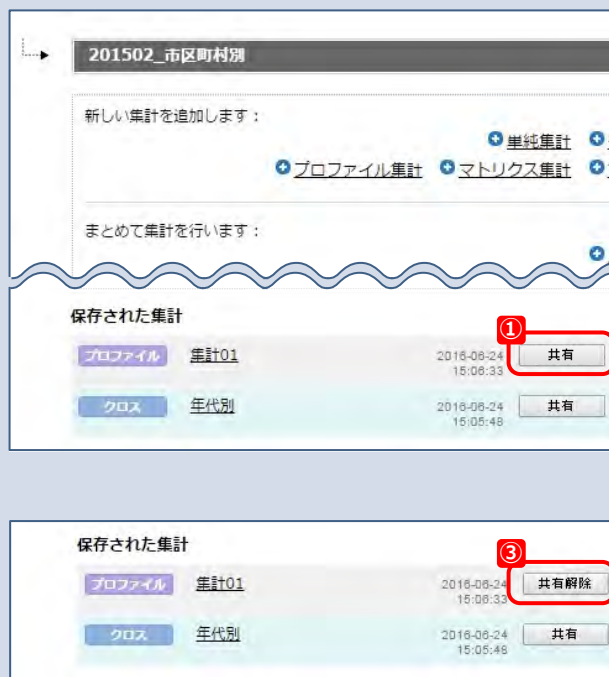 201502_市区町村別
新しい集計を追加します：
単純集計
プロファイル集計 マトリクス集計
まとめて集計を行います：
保存された集計
①
プロファイル 集計01 2016-06-24 共有
15:06:33
クロス 年代別 2016-06-24 共有
15:05:48
保存された集計
③
プロファイル 集計01 2016-06-24 共有解除
15:06:33
クロス 年代別 2016-06-24 共有
15:05:48